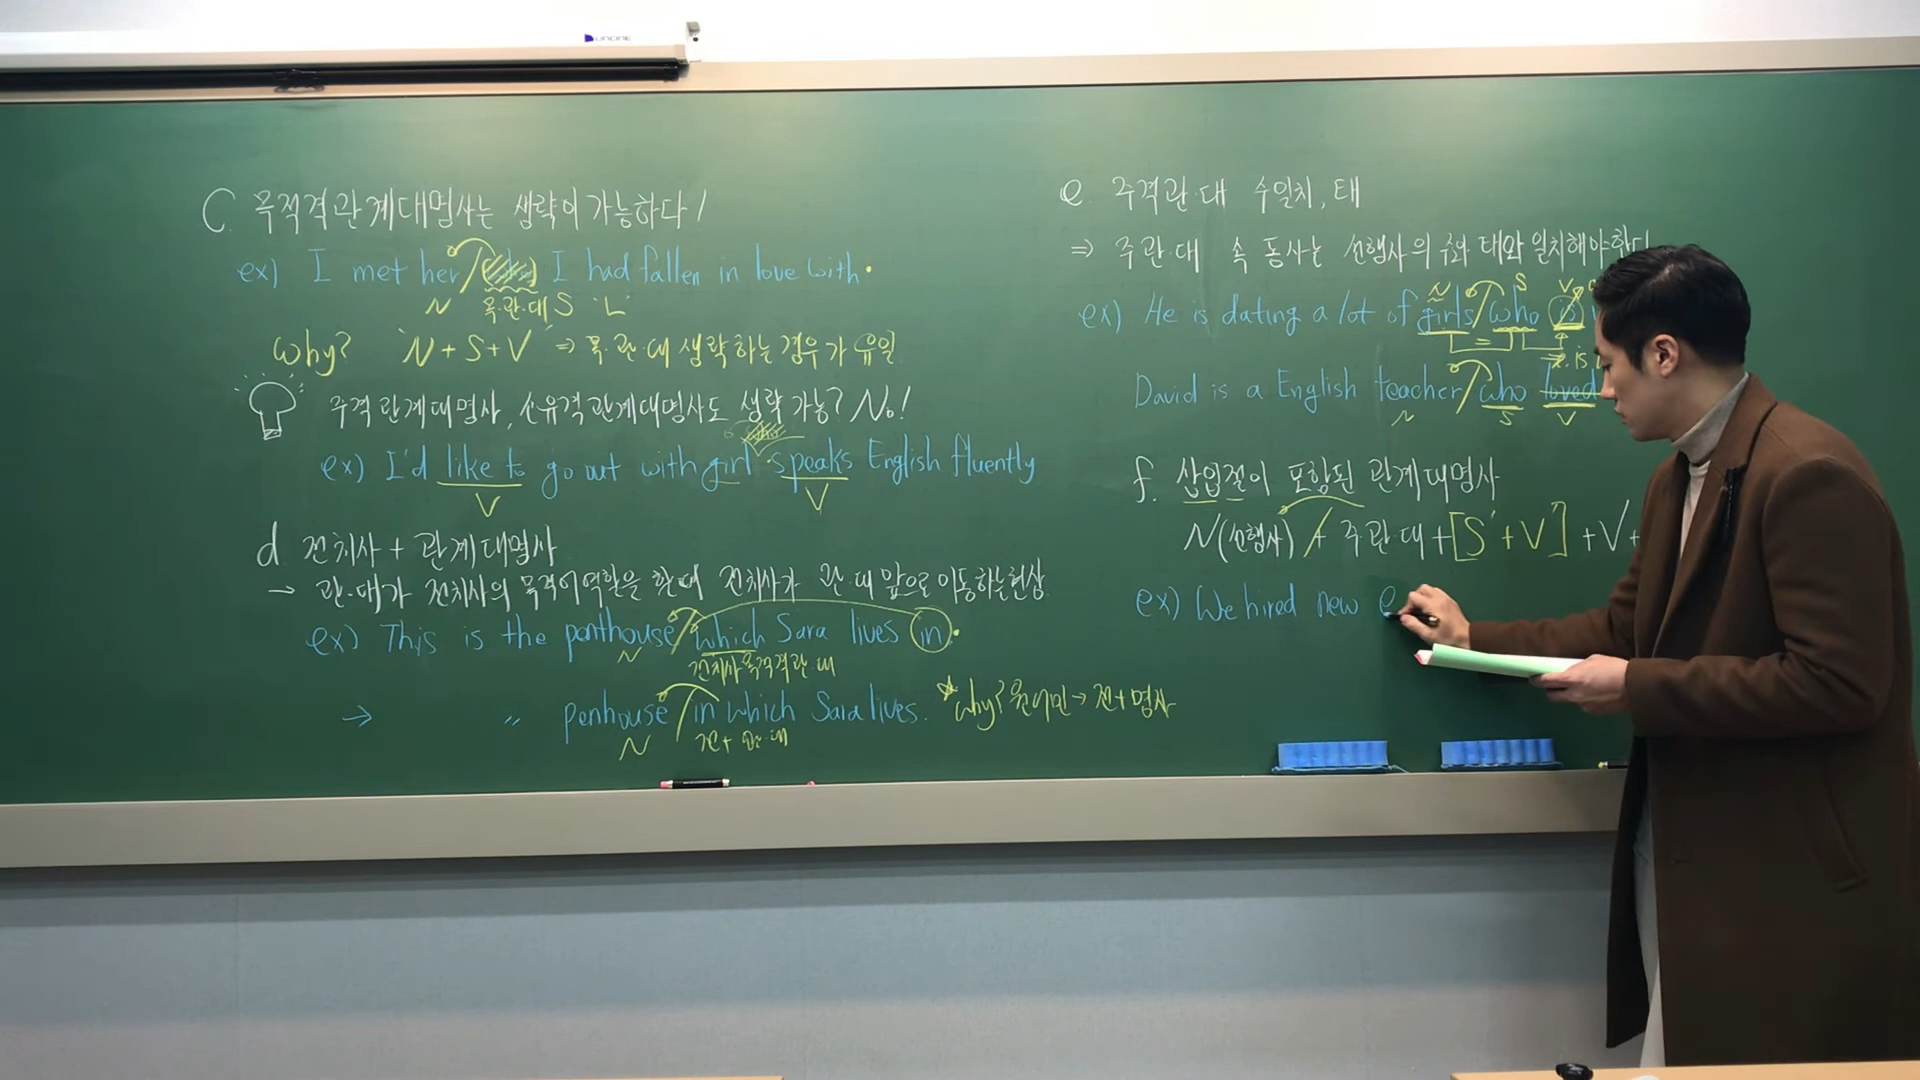 C. 목적격관계대명사는 생략이 가능하다!
ex) I met her / I had fallen in love with.
N 목·관·대 S
why? N + S + V ⇒ 목·관·대 생략하는 경우가 유일
주격관계대명사, 소유격관계대명사도 생략 가능? No!
ex) I'd like to go out with girl speaks English fluently
V V
d 전치사 + 관계대명사
→ 관·대가 전치사의 목적어역할을 할때 전치사가 관·대 앞으로 이동하는현상
ex) This is the penthouse / which Sara lives in.
N 전치사목적격관·대
→ 〃 penhouse / in which Sara lives. why? 원어민→전+명사
N 전+관·대
e 주격관·대 수일치, 태
⇒ 주·관·대 속 동사는 선행사의 수와 태와 일치해야한다
N S V
ex) He is dating a lot of girls / who is
David is a English teacher / who loved
N S V
f. 삽입절이 포함된 관계대명사
N(선행사) / 주·관·대+[S'+V']+V+
ex) We hired new e